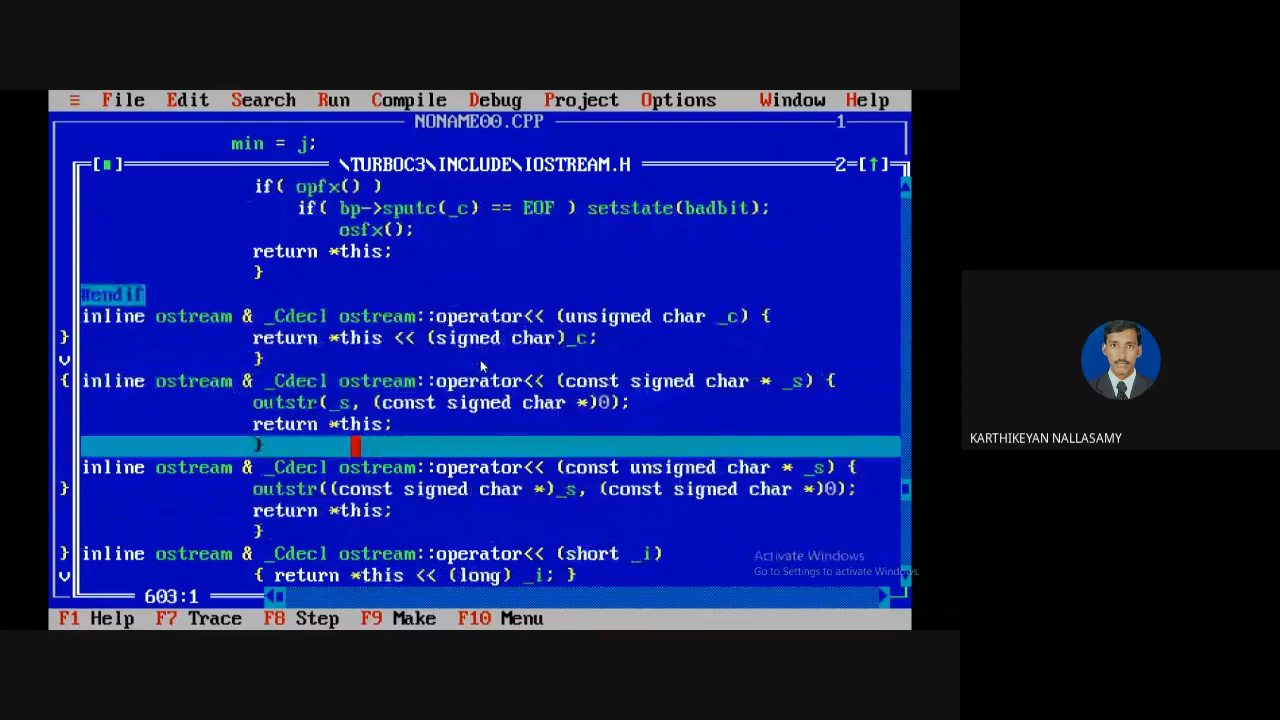 ≡ File Edit Search Run Compile Debug Project Options Window Help
NONAME00.CPP 1
min = j;
[■] \TURBOC3\INCLUDE\IOSTREAM.H 2=[↑]
if( opfx() )
if( bp->sputc(_c) == EOF ) setstate(badbit);
osfx();
return *this;
}
#endif
inline ostream & _Cdecl ostream::operator<< (unsigned char _c) {
} return *this << (signed char)_c;
v }
{ inline ostream & _Cdecl ostream::operator<< (const signed char * _s) {
outstr(_s, (const signed char *)0);
return *this;
}
inline ostream & _Cdecl ostream::operator<< (const unsigned char * _s) {
} outstr((const signed char *)_s, (const signed char *)0);
return *this;
}
} inline ostream & _Cdecl ostream::operator<< (short _i)
v { return *this << (long) _i; }
603:1
F1 Help F7 Trace F8 Step F9 Make F10 Menu
Activate Windows
Go to Settings to activate Windows.
KARTHIKEYAN NALLASAMY